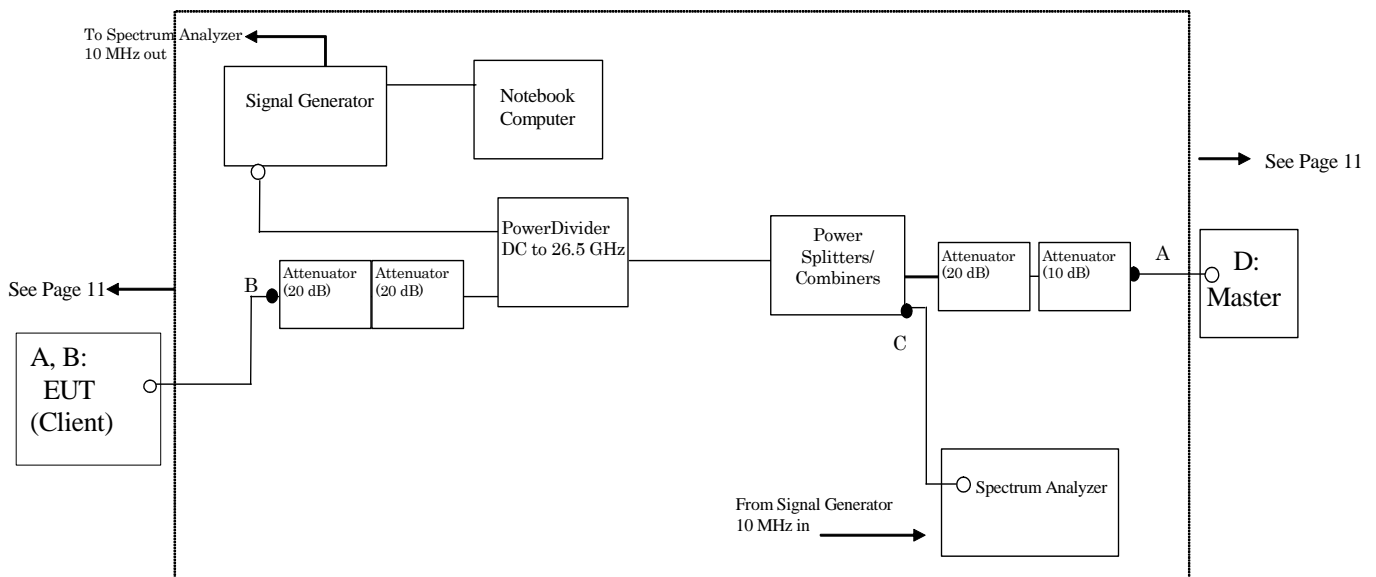 To Spectrum Analyzer
10 MHz out
Signal Generator
Notebook
Computer
See Page 11
PowerDivider
DC to 26.5 GHz
Power
Splitters/
Combiners
Attenuator
(20 dB)
Attenuator
(10 dB)
A
D:
Master
See Page 11
B
Attenuator
(20 dB)
Attenuator
(20 dB)
C
A, B:
EUT
(Client)
Spectrum Analyzer
From Signal Generator
10 MHz in